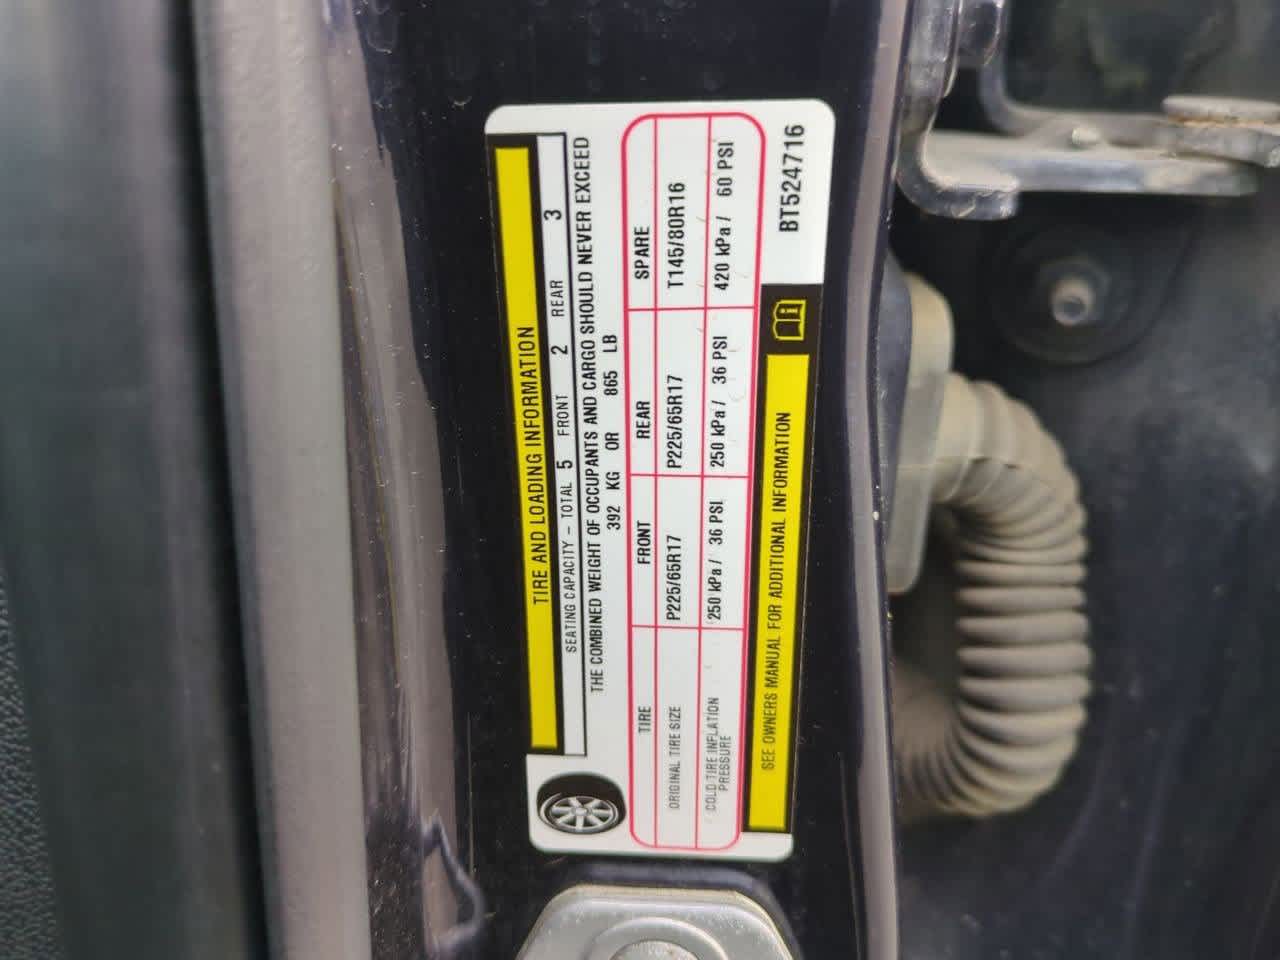 TIRE AND LOADING INFORMATION
SEATING CAPACITY - TOTAL 5 FRONT 2 REAR 3
THE COMBINED WEIGHT OF OCCUPANTS AND CARGO SHOULD NEVER EXCEED
392 KG OR 865 LB
TIRE FRONT REAR SPARE
ORIGINAL TIRE SIZE P225/65R17 P225/65R17 T145/80R16
COLD TIRE INFLATION PRESSURE 250 kPa / 36 PSI 250 kPa / 36 PSI 420 kPa / 60 PSI
SEE OWNERS MANUAL FOR ADDITIONAL INFORMATION
BT524716